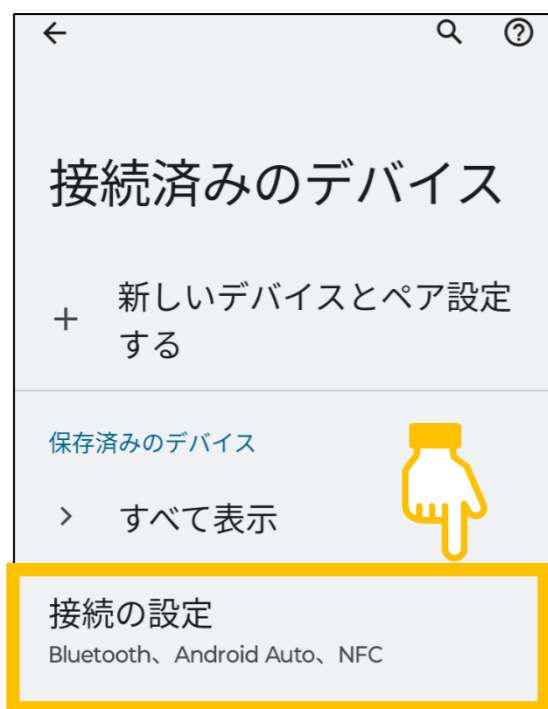 接続済みのデバイス
新しいデバイスとペア設定
する
保存済みのデバイス
すべて表示
接続の設定
Bluetooth、Android Auto、NFC